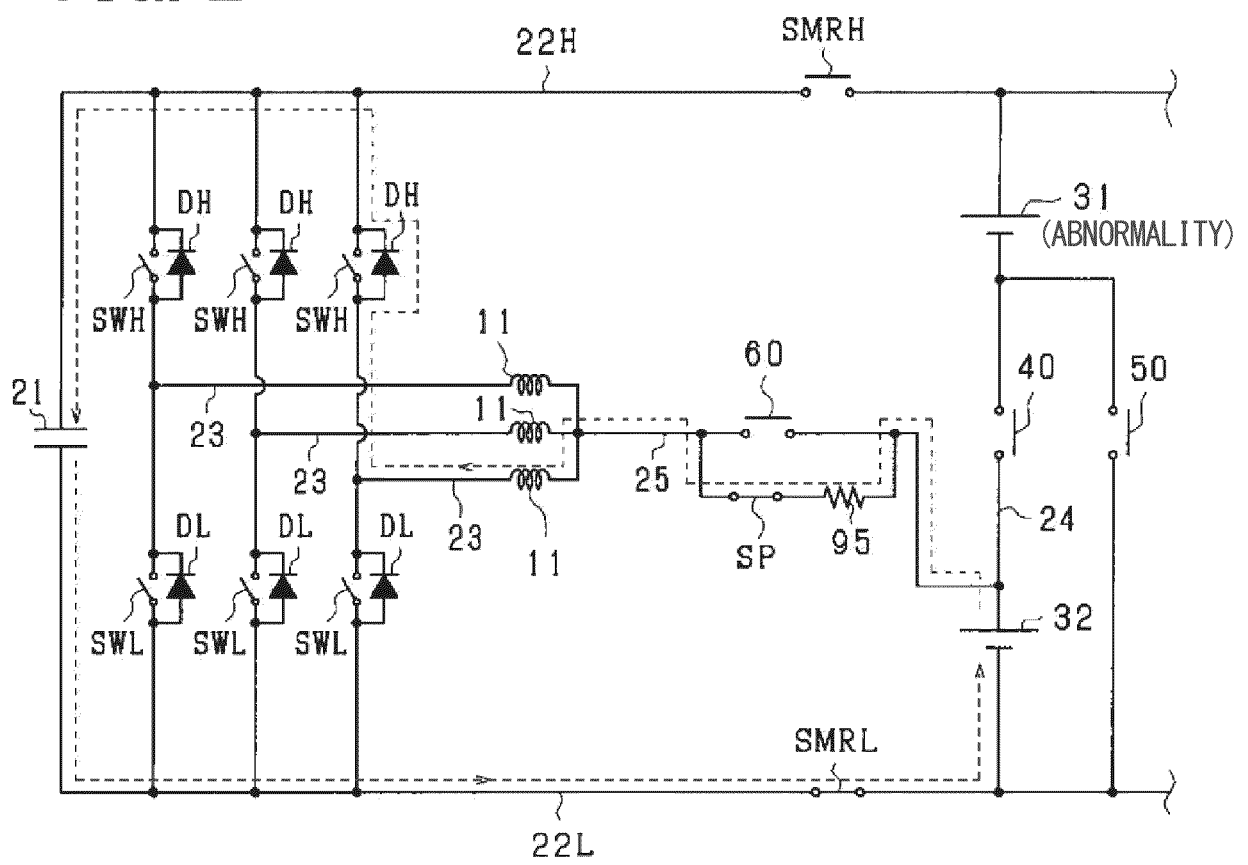 SMRH
22H
DH DH DH
31
(ABNORMALITY)
SWH SWH SWH
11
60
40
50
21
11
23
23
25
24
23
11
SP
95
DL DL DL
32
SWL SWL SWL
SMRL
22L